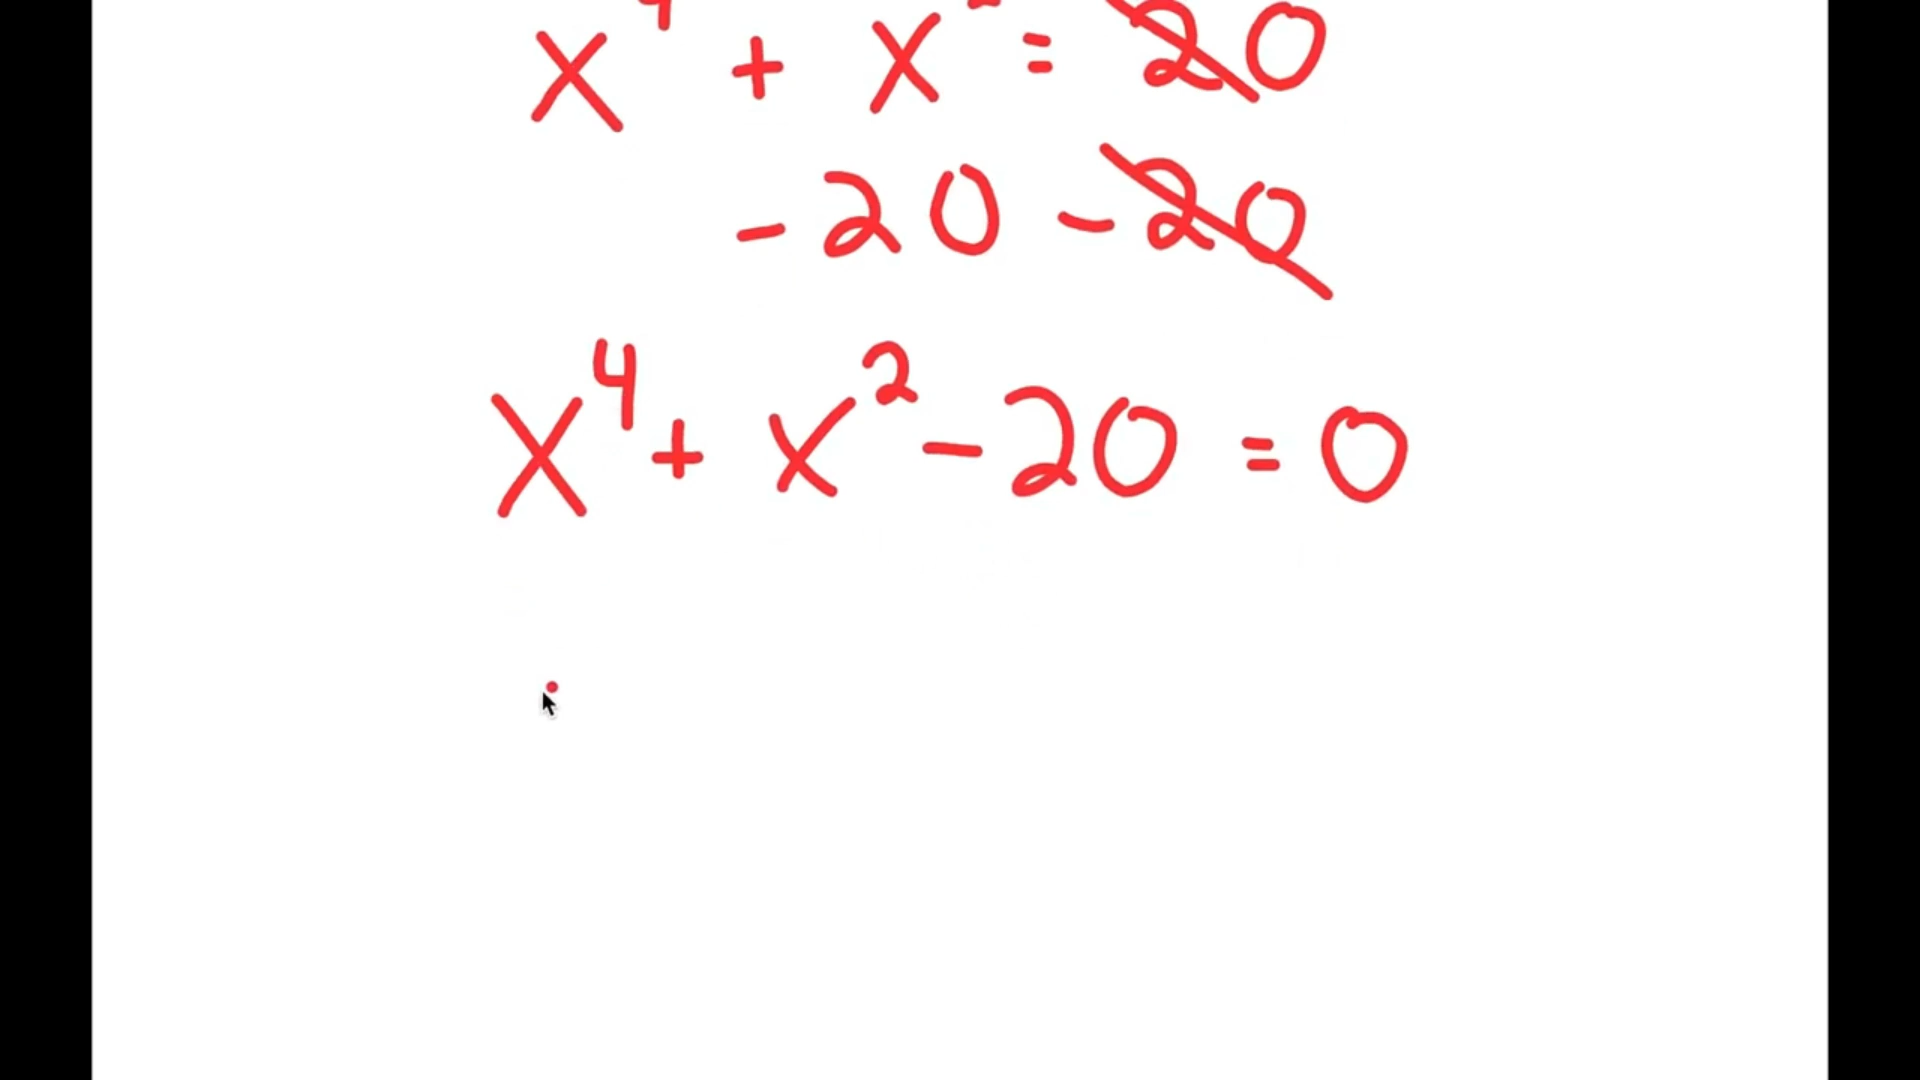 x⁴ + x² = 20
- 20 - 20
x⁴ + x² - 20 = 0